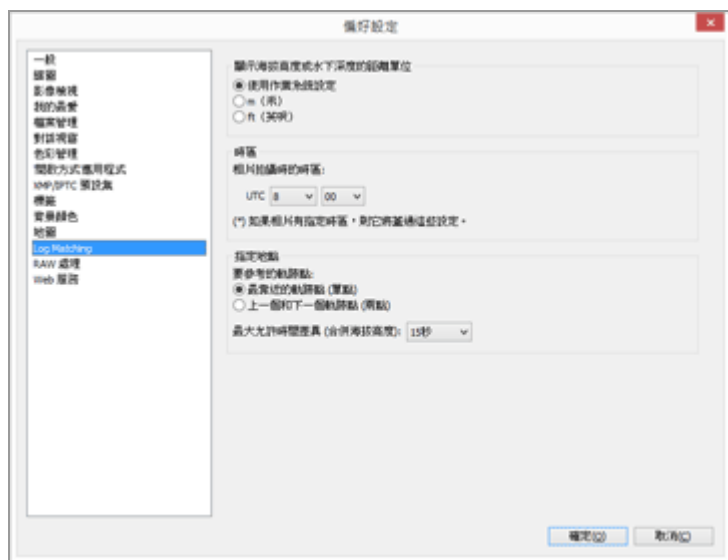 偏好設定
一般
縮圖
影像檢視
我的最愛
檔案管理
對話視窗
色彩管理
開啟方式應用程式
XMP/IPTC 預設集
標籤
背景顏色
地圖
Log Matching
RAW 處理
Web 服務
顯示海拔高度或水下深度的距離單位
使用作業系統設定
m（米）
ft（英呎）
時區
相片拍攝時的時區:
UTC 8 00
(*) 如果相片有指定時區，則它將蓋過這些設定。
指定地點
要參考的軌跡點:
最靠近的軌跡點 (單點)
上一個和下一個軌跡點 (兩點)
最大允許時間差異 (合併海拔高度): 15秒
確定(O)
取消(C)